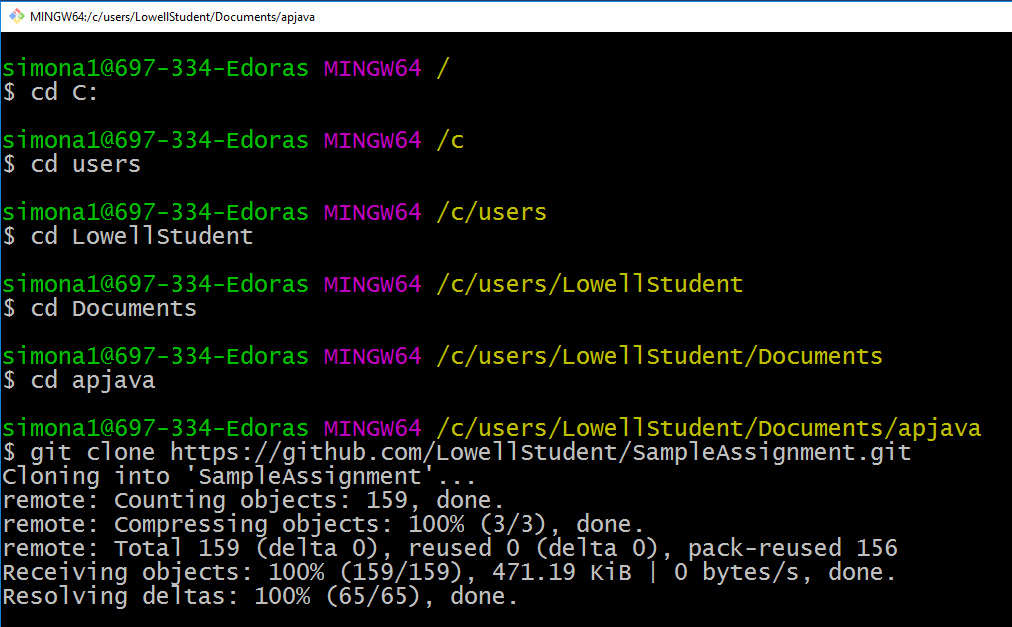 MINGW64:/c/users/LowellStudent/Documents/apjava
simona1@697-334-Edoras MINGW64 /
$ cd C:
simona1@697-334-Edoras MINGW64 /c
$ cd users
simona1@697-334-Edoras MINGW64 /c/users
$ cd LowellStudent
simona1@697-334-Edoras MINGW64 /c/users/LowellStudent
$ cd Documents
simona1@697-334-Edoras MINGW64 /c/users/LowellStudent/Documents
$ cd apjava
simona1@697-334-Edoras MINGW64 /c/users/LowellStudent/Documents/apjava
$ git clone https://github.com/LowellStudent/SampleAssignment.git
Cloning into 'SampleAssignment'...
remote: Counting objects: 159, done.
remote: Compressing objects: 100% (3/3), done.
remote: Total 159 (delta 0), reused 0 (delta 0), pack-reused 156
Receiving objects: 100% (159/159), 471.19 KiB | 0 bytes/s, done.
Resolving deltas: 100% (65/65), done.